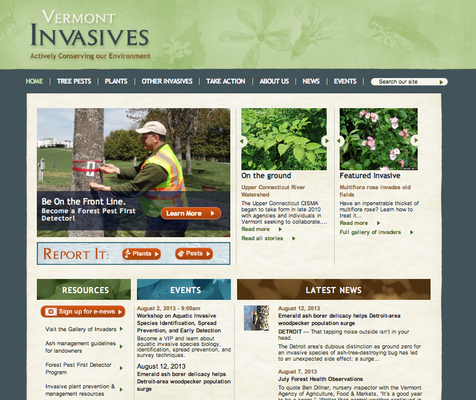 VERMONT
INVASIVES
Actively Conserving our Environment
HOME | TREE PESTS | PLANTS | OTHER INVASIVES | TAKE ACTION | ABOUT US | NEWS | EVENTS | Search our site
Be On the Front Line.
Become a Forest Pest First
Detector!
Learn More
REPORT IT:
Plants
Pests
On the ground
Upper Connecticut River
Watershed
The Upper Connecticut CISMA
began to take form in late 2010
with agencies and individuals in
Vermont seeking to collaborate....
Read more
Read all stories
Featured Invasive
Multiflora rose invades old
fields
Have an inpenetrable thicket of
multiflora rose? Learn how to
treat it...
Read more
Full gallery of Invaders
RESOURCES
Sign up for e-news
Visit the Gallery of Invaders
Ash management guidelines
for landowners
Forest Pest First Detector
Program
Invasive plant prevention &
management resources
EVENTS
August 2, 2013 - 9:00am
Workshop on Aquatic Invasive
Species Identification, Spread
Prevention, and Early Detection
Become a VIP and learn about
aquatic invasive species biology,
identification, spread prevention, and
survey techniques.
August 12, 2013
Emerald ash borer delicacy helps
Detroit-area woodpecker population
surge
LATEST NEWS
August 12, 2013
Emerald ash borer delicacy helps Detroit-area
woodpecker population surge
DETROIT — That tapping noise outside isn't in your
head.
The Detroit area's dubious distinction as ground zero for
an invasive species of ash-tree-destroying bug has led
to an unexpected side effect: a surge...
August 7, 2013
July Forest Health Observations
To quote Ben Dillner, nursery inspector with the Vermont
Agency of Agriculture, Food & Markets, "It's a good year